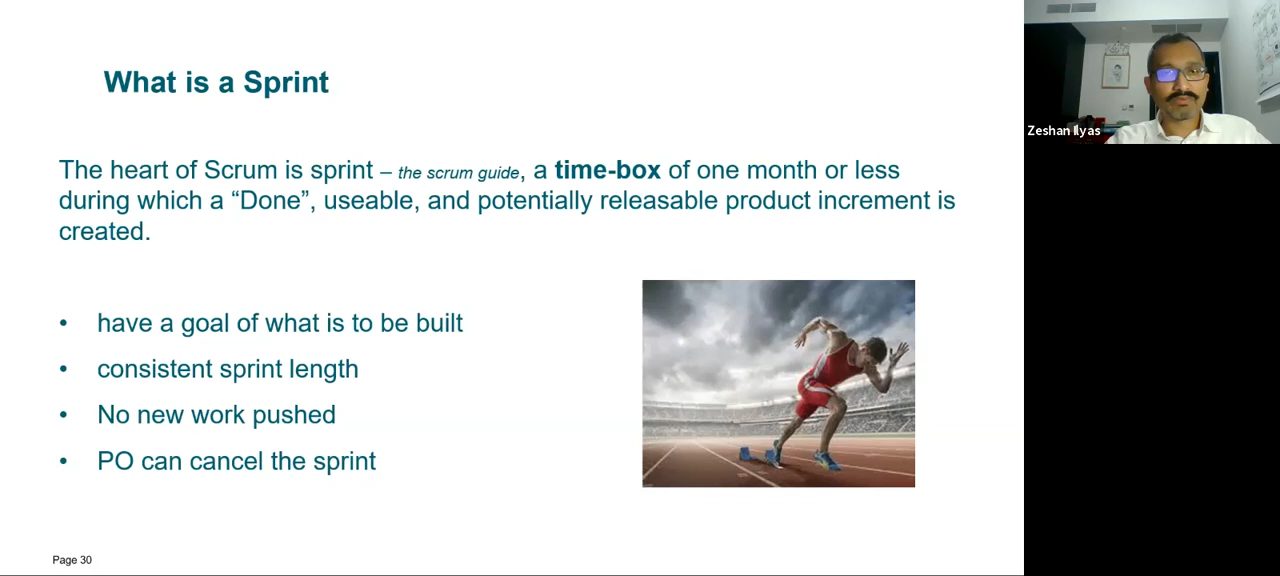 What is a Sprint
The heart of Scrum is sprint – the scrum guide, a time-box of one month or less
during which a “Done”, useable, and potentially releasable product increment is
created.
• have a goal of what is to be built
• consistent sprint length
• No new work pushed
• PO can cancel the sprint
Page 30
Zeshan Ilyas